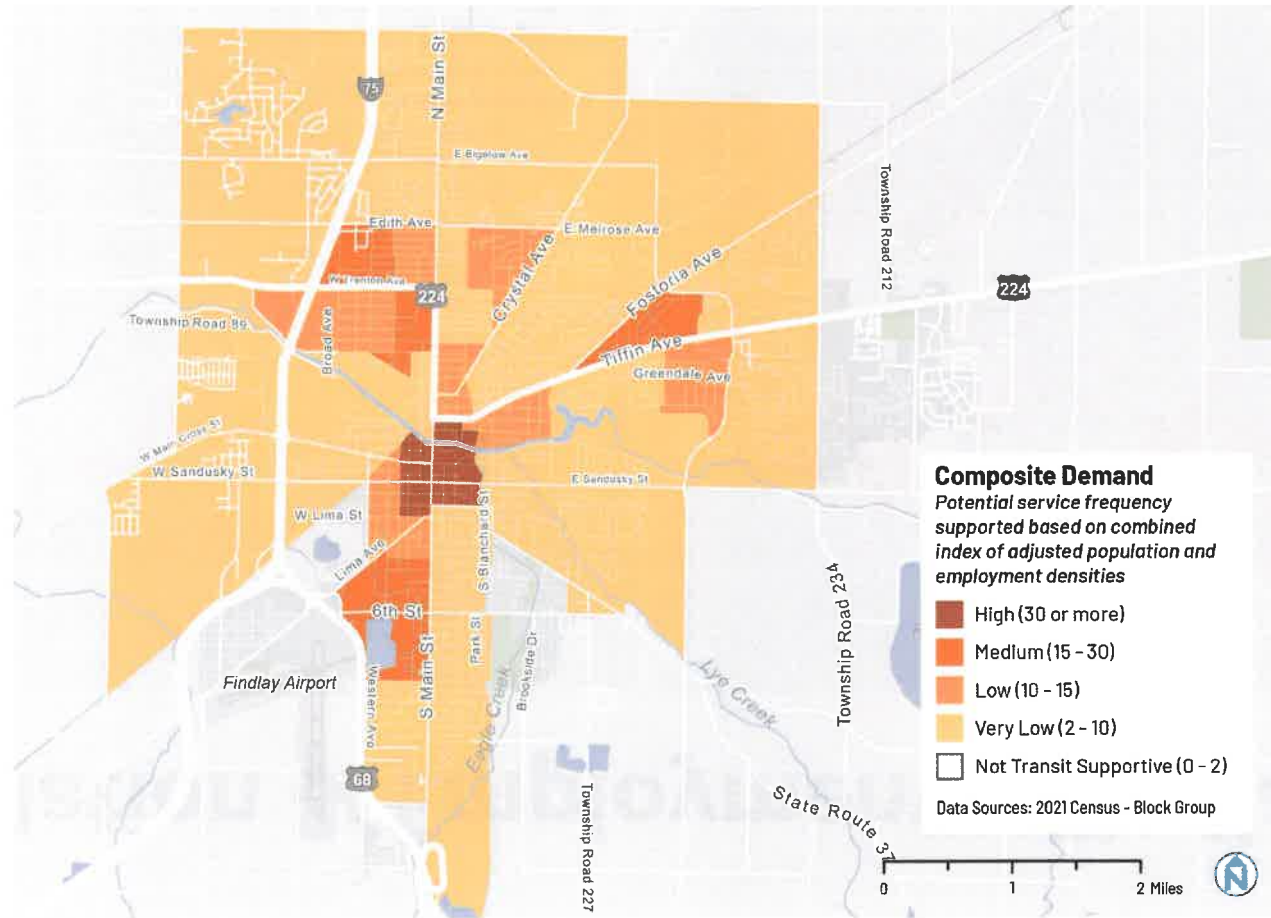 75
N Main St
E Bigelow Ave
Township Road 212
Edith Ave
E Melrose Ave
Crystal Ave
Fostoria Ave
W Trenton Ave
224
224
Township Road 89
Broad Ave
Tiffin Ave
Greendale Ave
W Main Cross St
W Sandusky St
E Sandusky St
W Lima St
Lima Ave
S Blanchard St
6th St
Park St
S Main St
Findlay Airport
Western Ave
Eagle Creek
Brookside Dr
Lye Creek
Township Road 234
68
Township Road 227
State Route 37
Composite Demand
Potential service frequency
supported based on combined
index of adjusted population and
employment densities
High (30 or more)
Medium (15 - 30)
Low (10 - 15)
Very Low (2 - 10)
Not Transit Supportive (0 - 2)
Data Sources: 2021 Census - Block Group
0 1 2 Miles
N